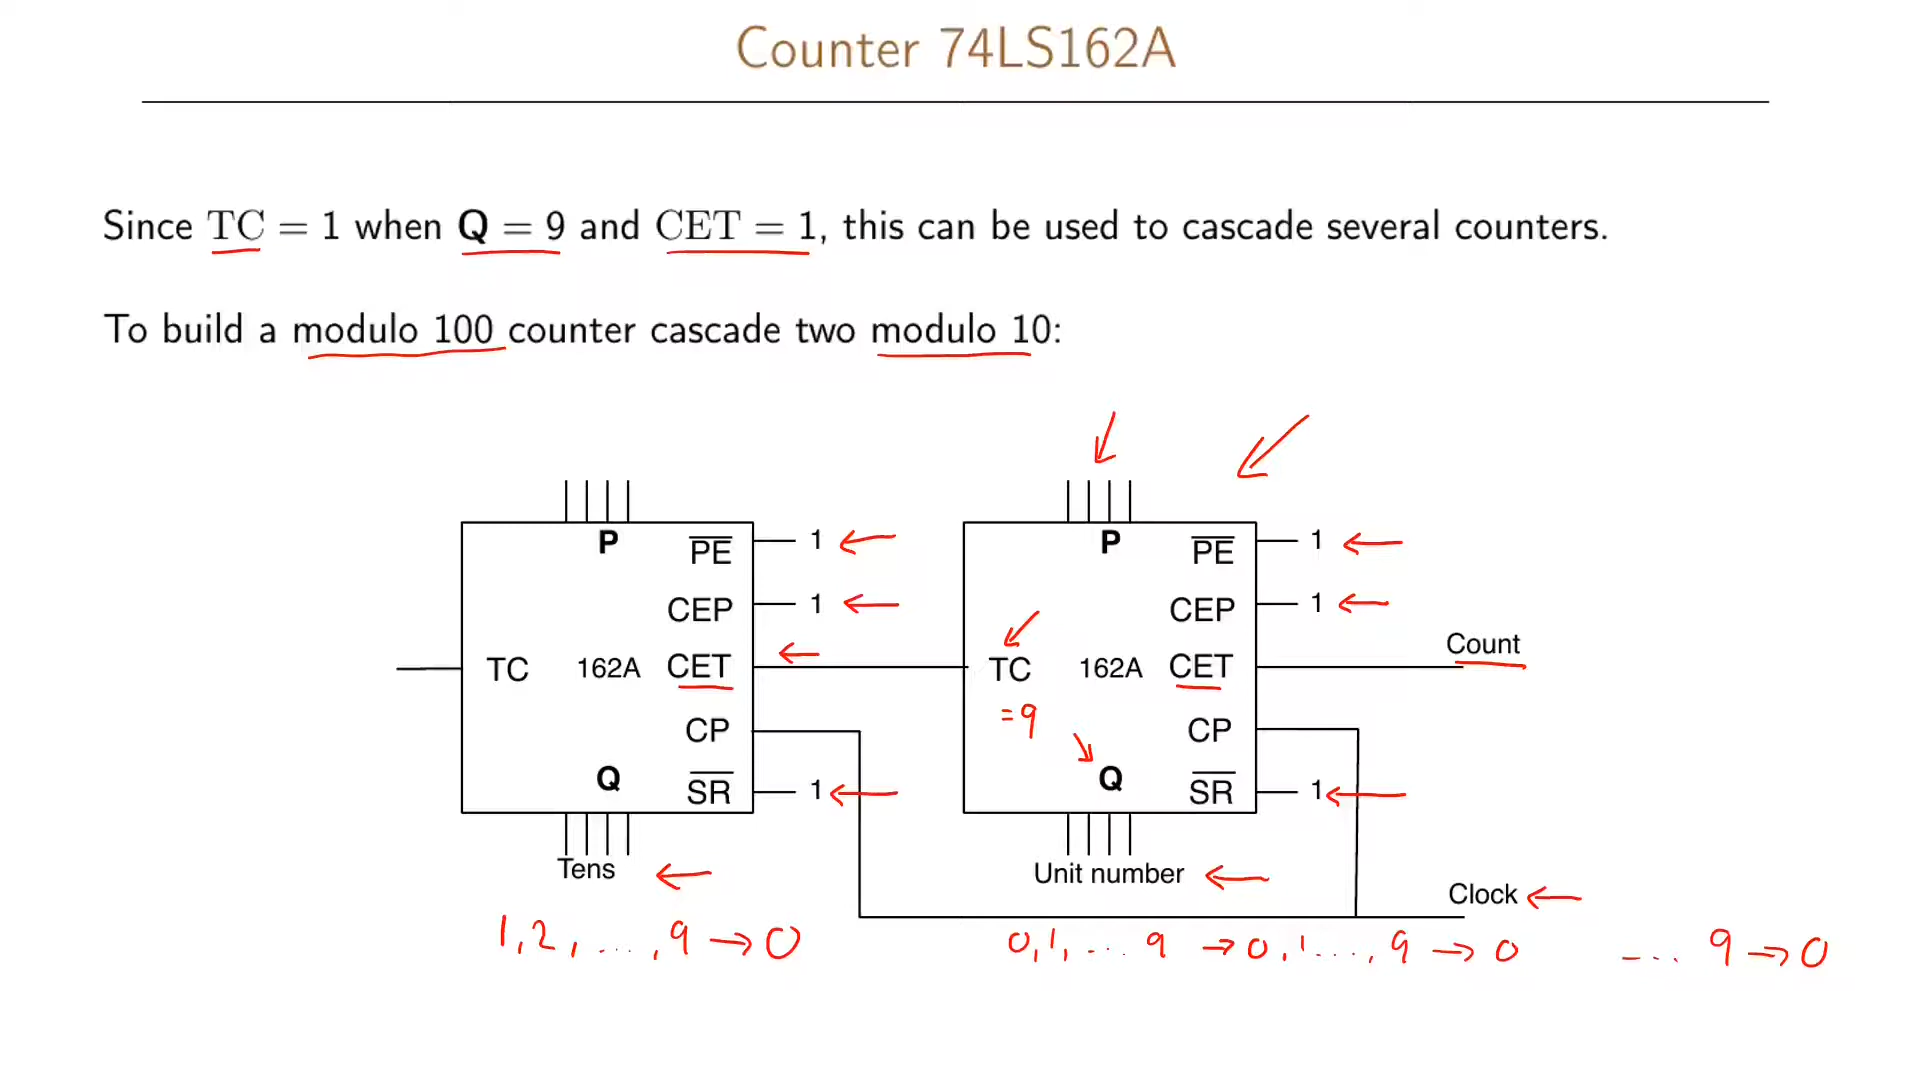 Counter 74LS162A
Since TC = 1 when Q = 9 and CET = 1, this can be used to cascade several counters.
To build a modulo 100 counter cascade two modulo 10:
P
PE 1
CEP 1
TC 162A CET
CP
Q
SR 1
Tens
1, 2, ..., 9 → 0
P
PE 1
CEP 1
Count
TC 162A CET
= 9
CP
Q
SR 1
Unit number
Clock
0, 1, ... 9 → 0, 1 ..., 9 → 0 ... 9 → 0